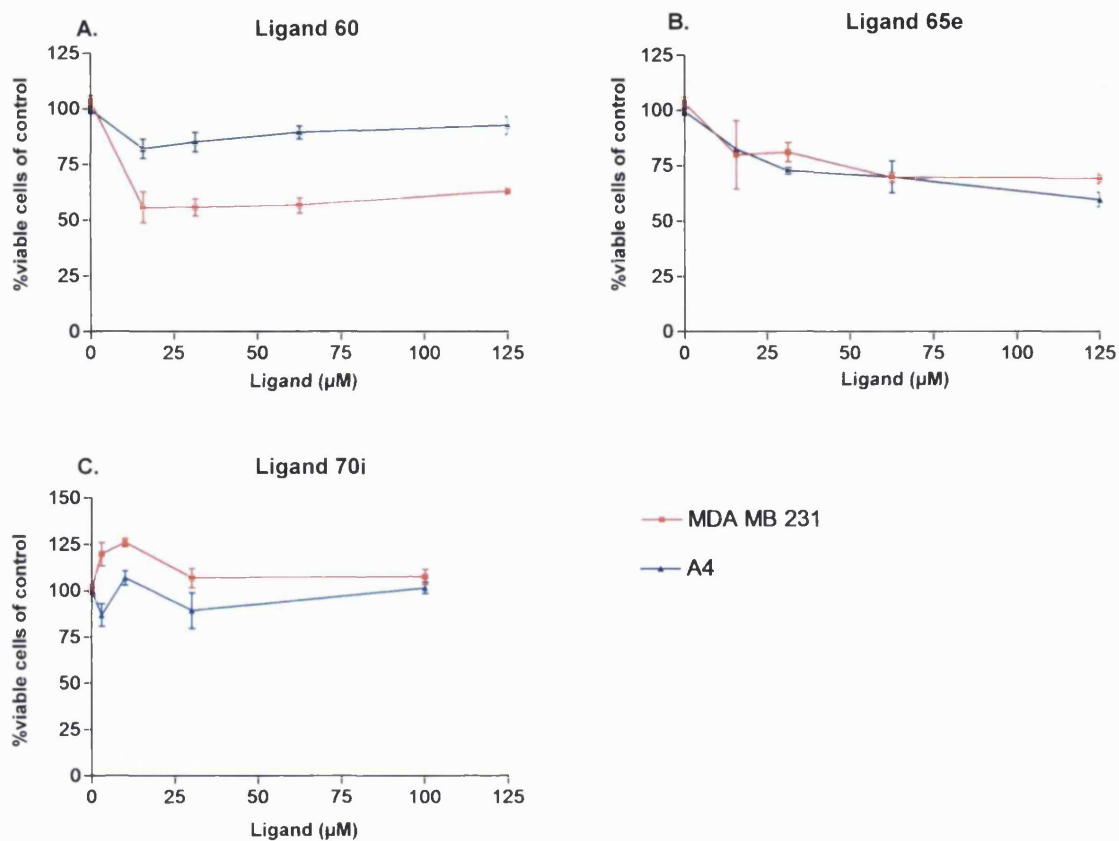 A.
Ligand 60
%viable cells of control
125
100
75
50
25
0
0 25 50 75 100 125
Ligand (µM)
B.
Ligand 65e
%viable cells of control
125
100
75
50
25
0
0 25 50 75 100 125
Ligand (µM)
C.
Ligand 70i
%viable cells of control
150
125
100
75
50
25
0
0 25 50 75 100 125
Ligand (µM)
MDA MB 231
A4